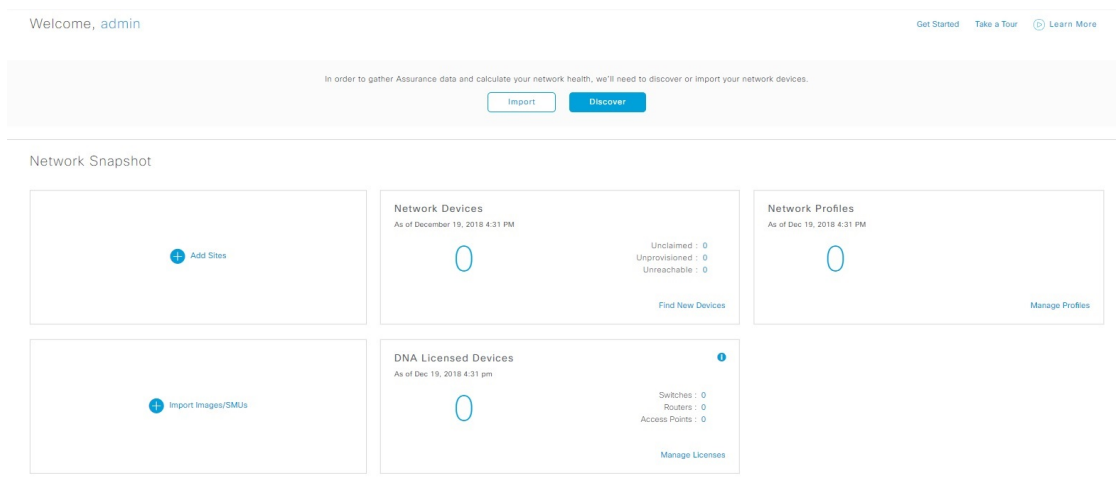 Welcome, admin
Get Started Take a Tour Learn More
In order to gather Assurance data and calculate your network health, we'll need to discover or import your network devices.
Import Discover
Network Snapshot
Add Sites
Network Devices
As of December 19, 2018 4:31 PM
0
Unclaimed : 0
Unprovisioned : 0
Unreachable : 0
Find New Devices
Network Profiles
As of Dec 19, 2018 4:31 PM
0
Manage Profiles
Import Images/SMUs
DNA Licensed Devices
As of Dec 19, 2018 4:31 pm
0
Switches : 0
Routers : 0
Access Points : 0
Manage Licenses